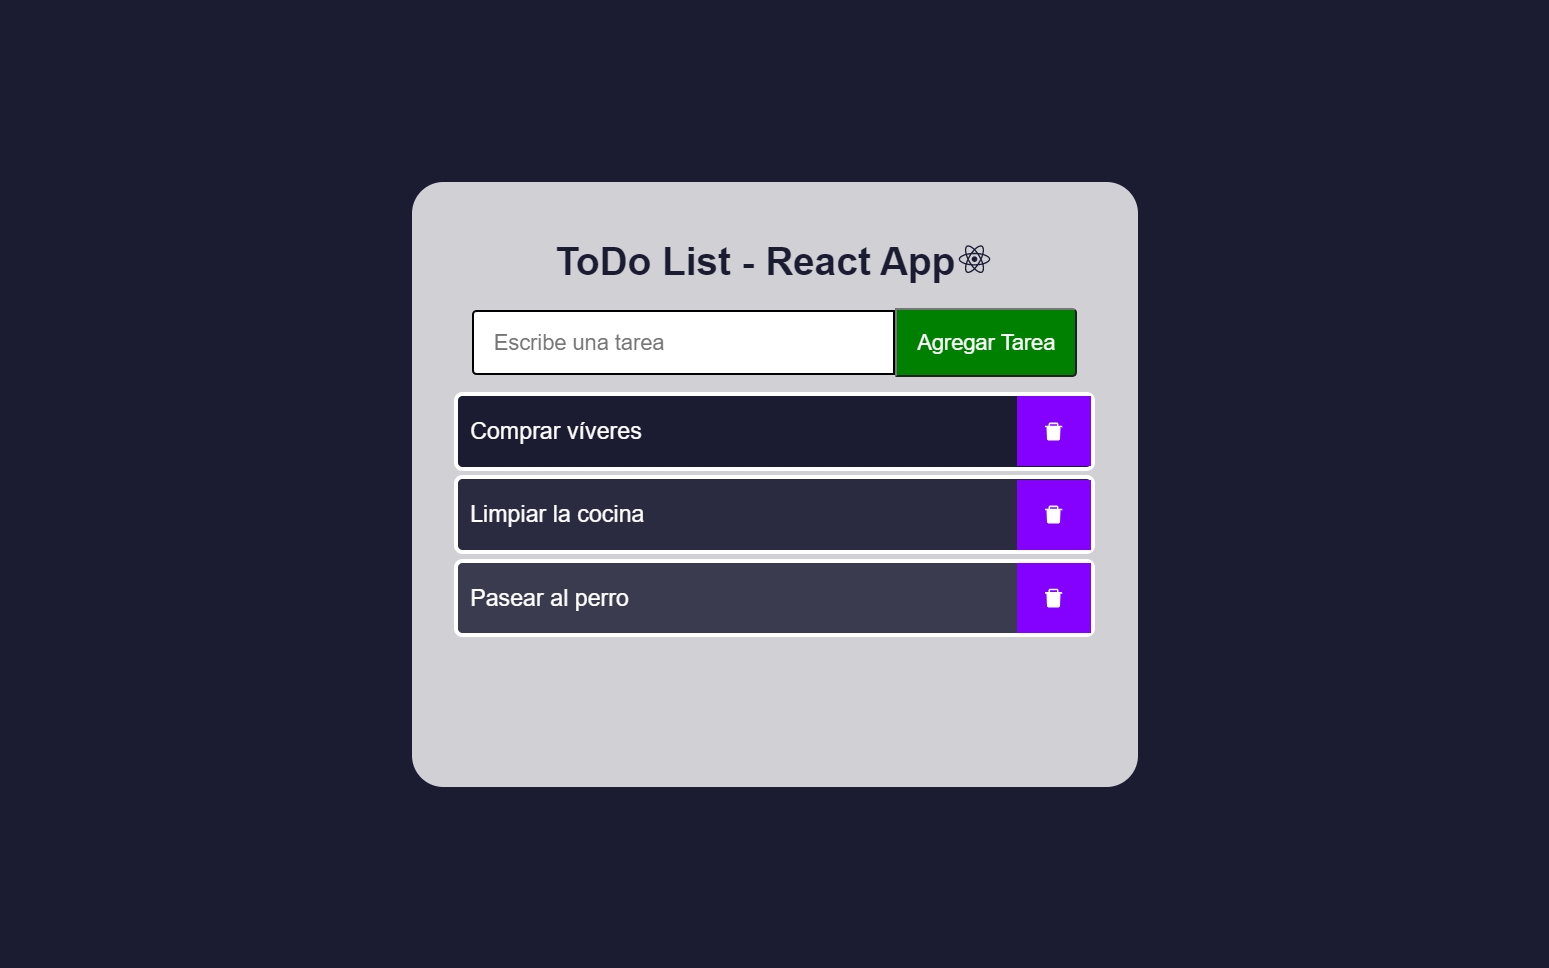 ToDo List - React App
Escribe una tarea
Agregar Tarea
Comprar víveres
Limpiar la cocina
Pasear al perro